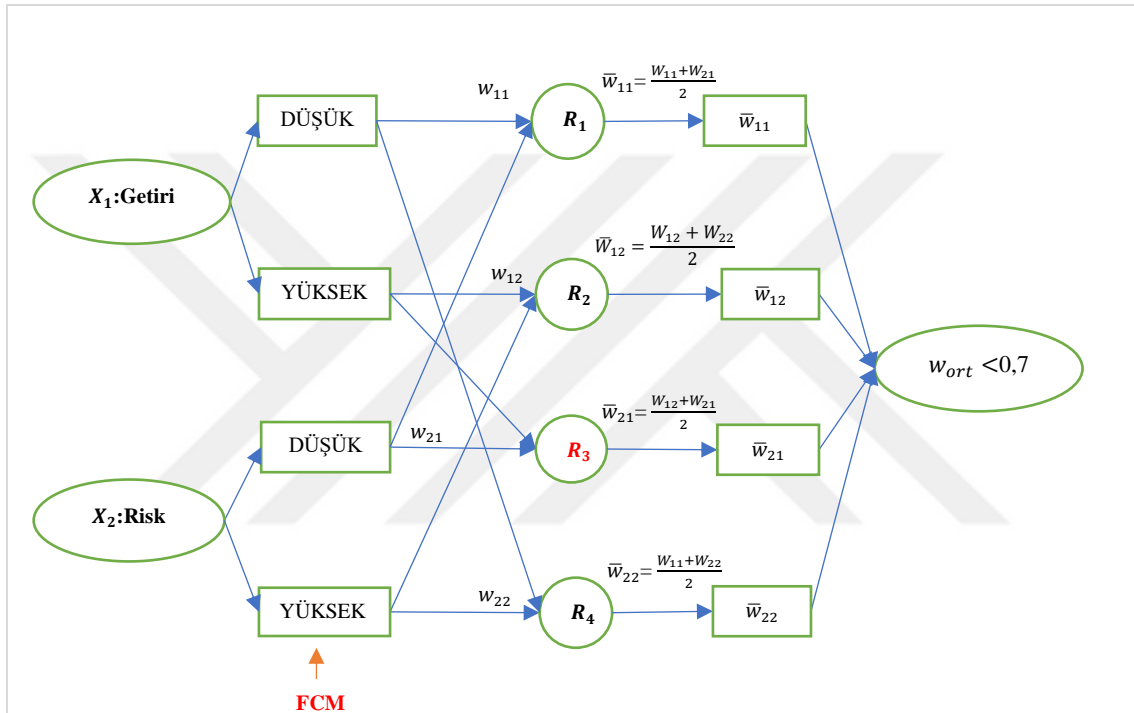 w₁₁
w̅₁₁= (W₁₁+W₂₁)/2
DÜŞÜK
R₁
w̅₁₁
X₁:Getiri
W̅₁₂ = (W₁₂ + W₂₂)/2
w₁₂
YÜKSEK
R₂
w̅₁₂
w_ort <0,7
w̅₂₁= (W₁₂+W₂₁)/2
DÜŞÜK
w₂₁
R₃
w̅₂₁
X₂:Risk
w̅₂₂= (W₁₁+W₂₂)/2
w₂₂
YÜKSEK
R₄
w̅₂₂
FCM